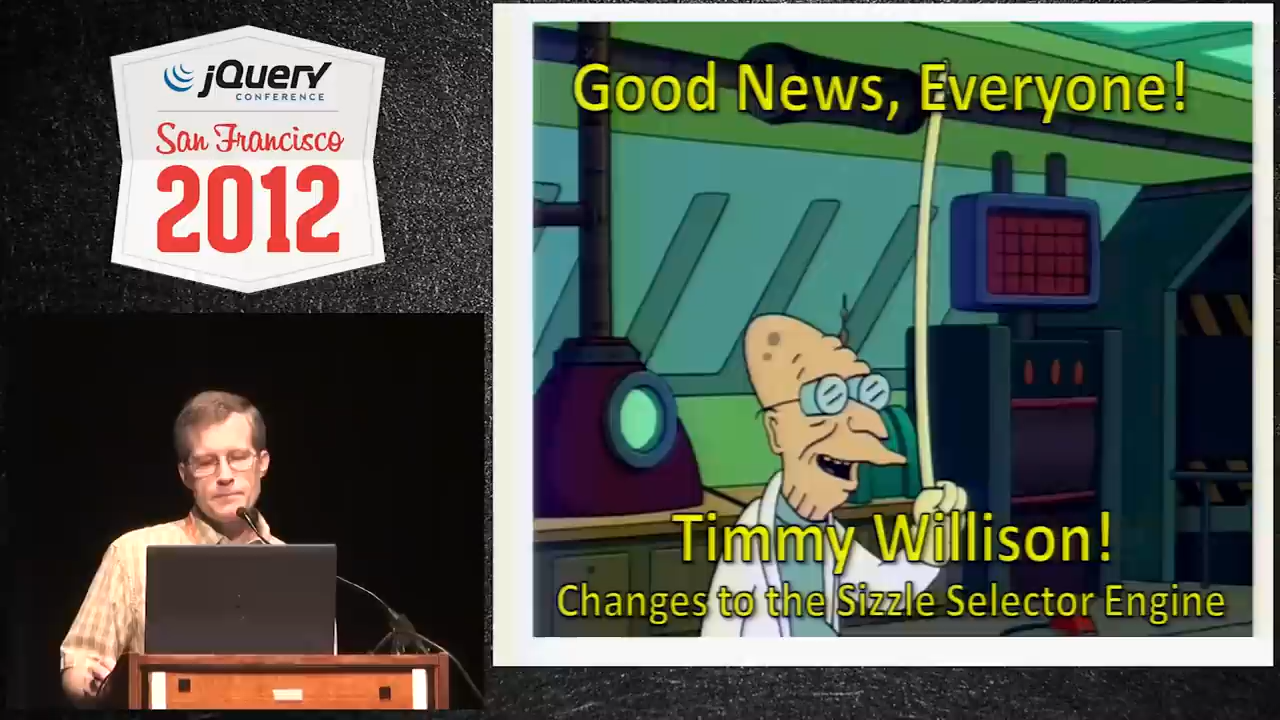 jQuery
CONFERENCE
San Francisco
2012
Good News, Everyone!
Timmy Willison!
Changes to the Sizzle Selector Engine